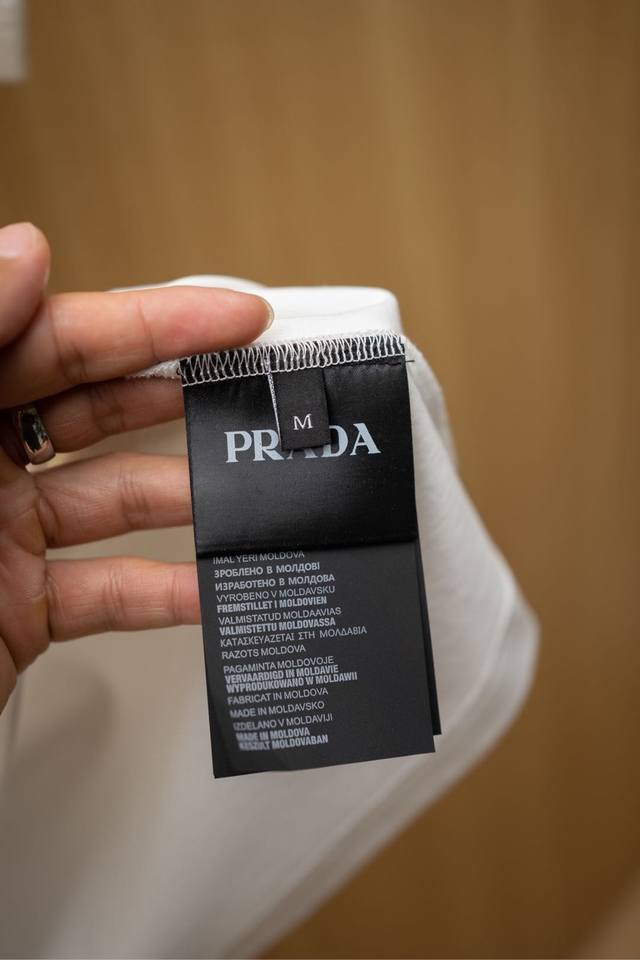 M
PRADA
IMAL YERI MOLDOVA
ЗРОБЛЕНО В МОЛДОВІ
ИЗРАБОТЕНО В МОЛДОВА
VYROBENO V MOLDAVSKU
FREMSTILLET I MOLDOVIEN
VALMISTATUD MOLDAAVIAS
VALMISTETTU MOLDOVASSA
ΚΑΤΑΣΚΕΥΑΖΕΤΑΙ ΣΤΗ ΜΟΛΔΑΒΙΑ
RAZOTS MOLDOVA
PAGAMINTA MOLDOVOJE
VERVAARDIGD IN MOLDAVIE
WYPRODUKOWANO W MOLDAWII
FABRICAT IN MOLDOVA
MADE IN MOLDAVSKO
IZDELANO V MOLDAVIJI
MADE IN MOLDOVA
KESZULT MOLDOVABAN